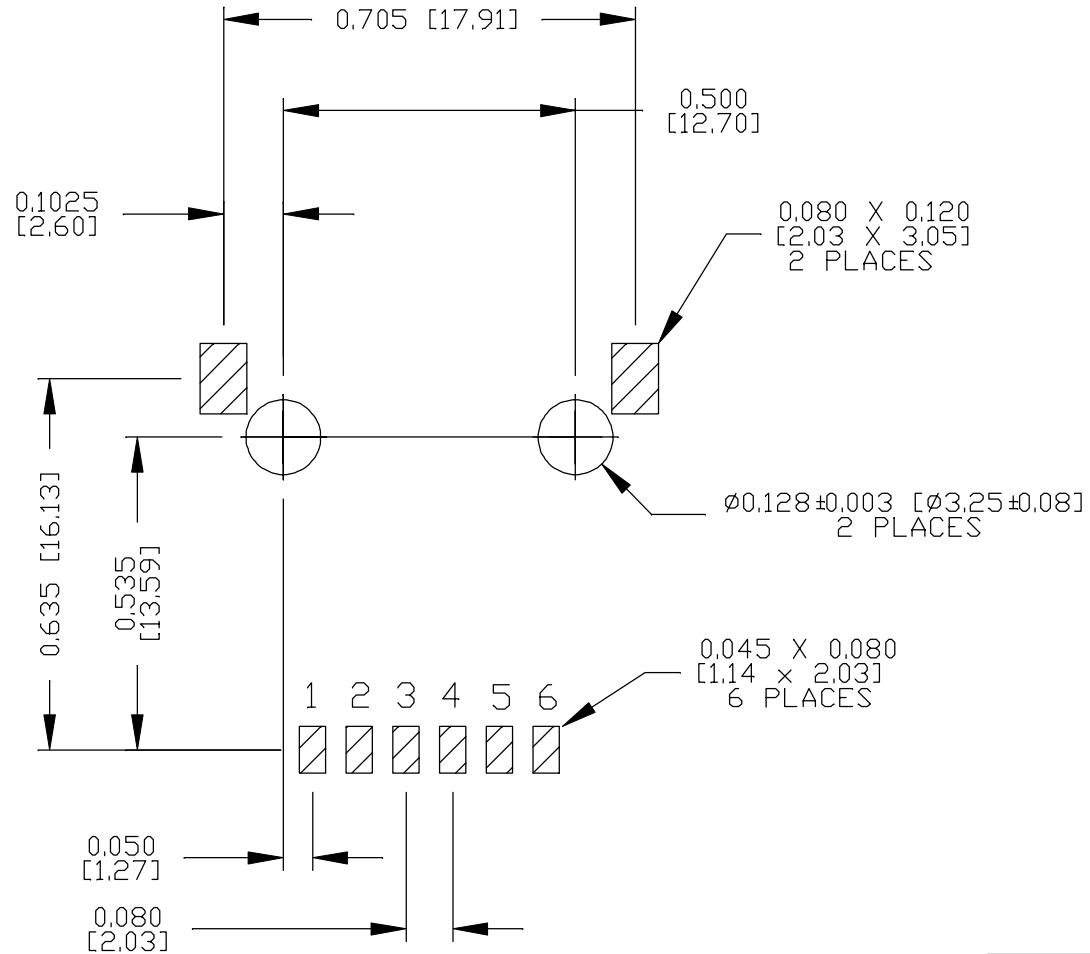 0.705 [17.91]
0.500
[12.70]
0.1025
[2.60]
0.080 X 0.120
[2.03 X 3.05]
2 PLACES
0.635 [16.13]
0.535
[13.59]
Ø0.128±0.003 [Ø3.25±0.08]
2 PLACES
0.045 X 0.080
[1.14 x 2.03]
6 PLACES
1 2 3 4 5 6
0.050
[1.27]
0.080
[2.03]